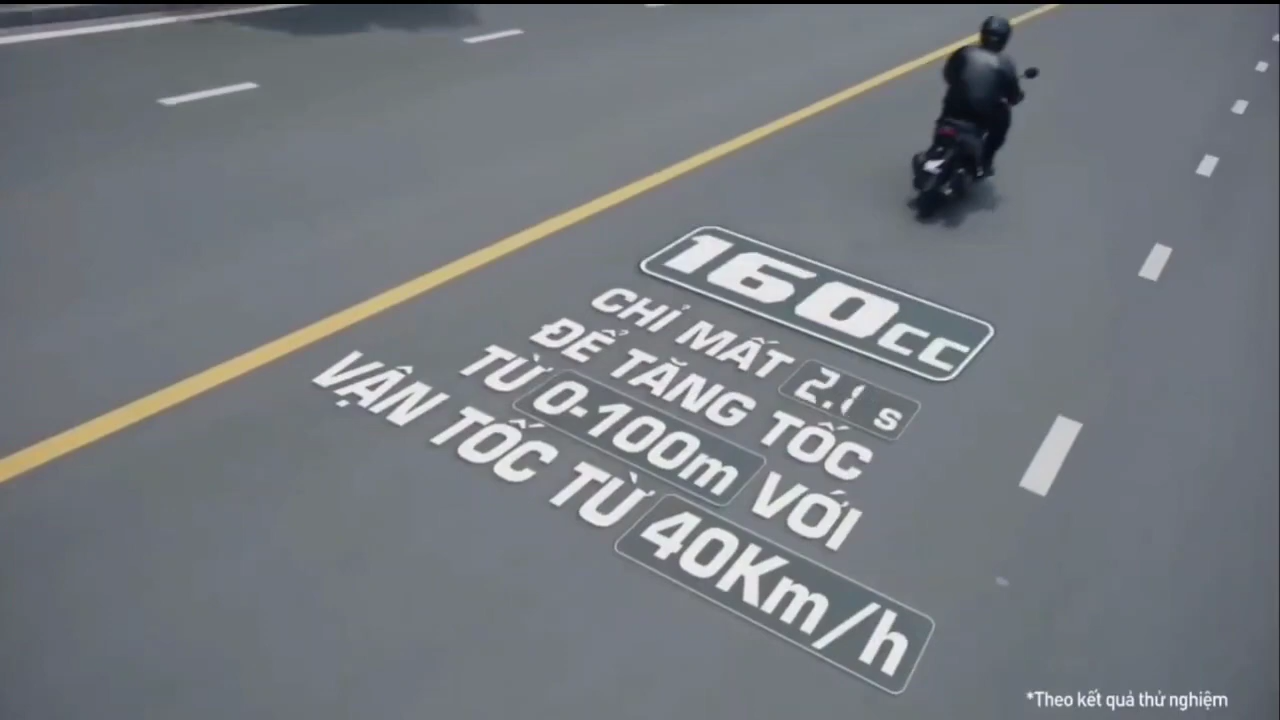 160cc
CHỈ MẤT 2.1 s
ĐỂ TĂNG TỐC
TỪ 0-100m VỚI
VẬN TỐC TỪ 40Km/h
*Theo kết quả thử nghiệm